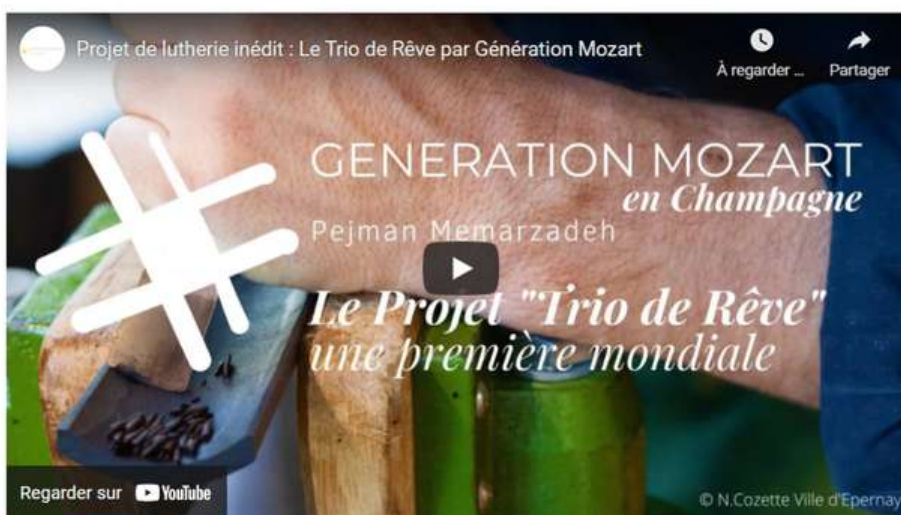 Projet de lutherie inédit : Le Trio de Rêve par Génération Mozart
À regarder ...
Partager
GENERATION MOZART
en Champagne
Pejman Memarzadeh
Le Projet "Trio de Rêve"
une première mondiale
Regarder sur YouTube
© N.Cozette Ville d'Epernay